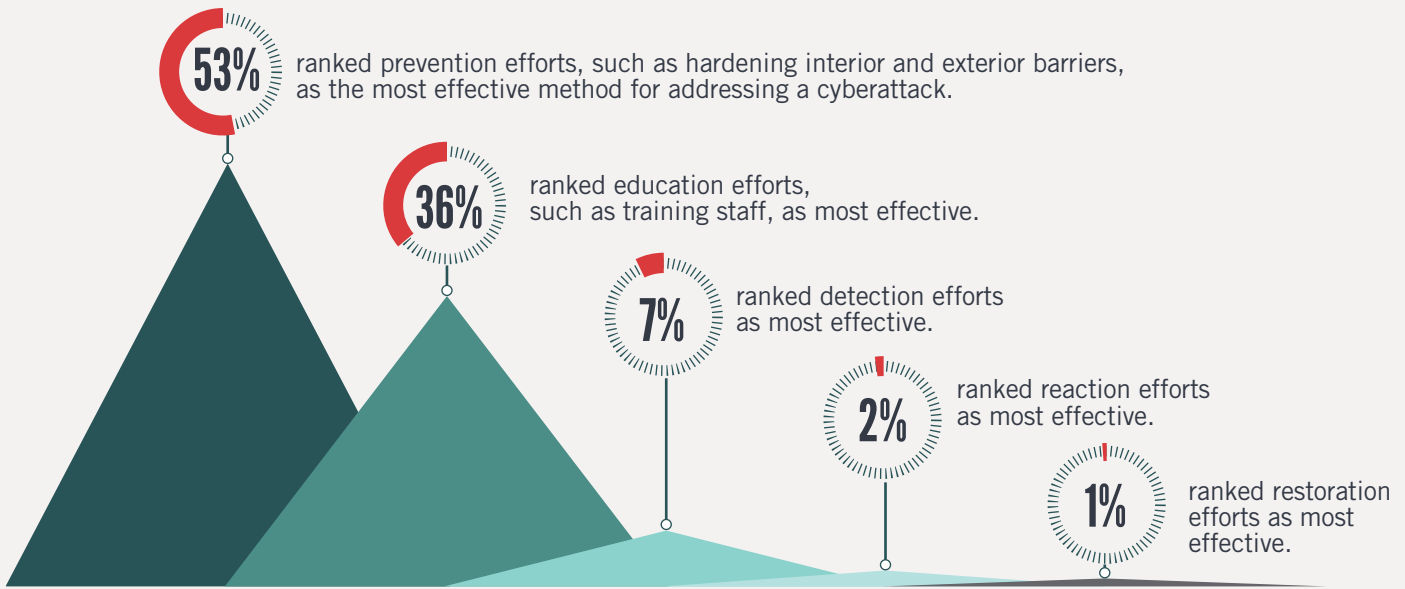 53%
ranked prevention efforts, such as hardening interior and exterior barriers,
as the most effective method for addressing a cyberattack.
36%
ranked education efforts,
such as training staff, as most effective.
7%
ranked detection efforts
as most effective.
2%
ranked reaction efforts
as most effective.
1%
ranked restoration
efforts as most
effective.